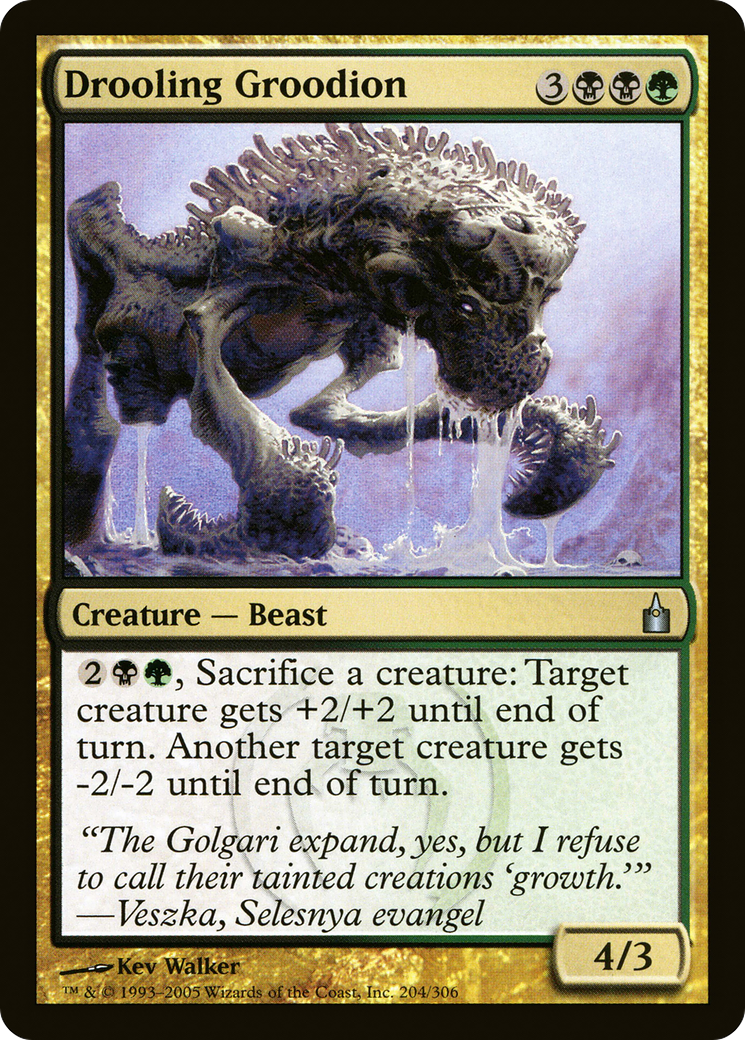 Drooling Groodion
3
Creature — Beast
2, Sacrifice a creature: Target
creature gets +2/+2 until end of
turn. Another target creature gets
-2/-2 until end of turn.
“The Golgari expand, yes, but I refuse
to call their tainted creations ‘growth.’”
—Veszka, Selesnya evangel
4/3
Kev Walker
™ & © 1993–2005 Wizards of the Coast, Inc. 204/306